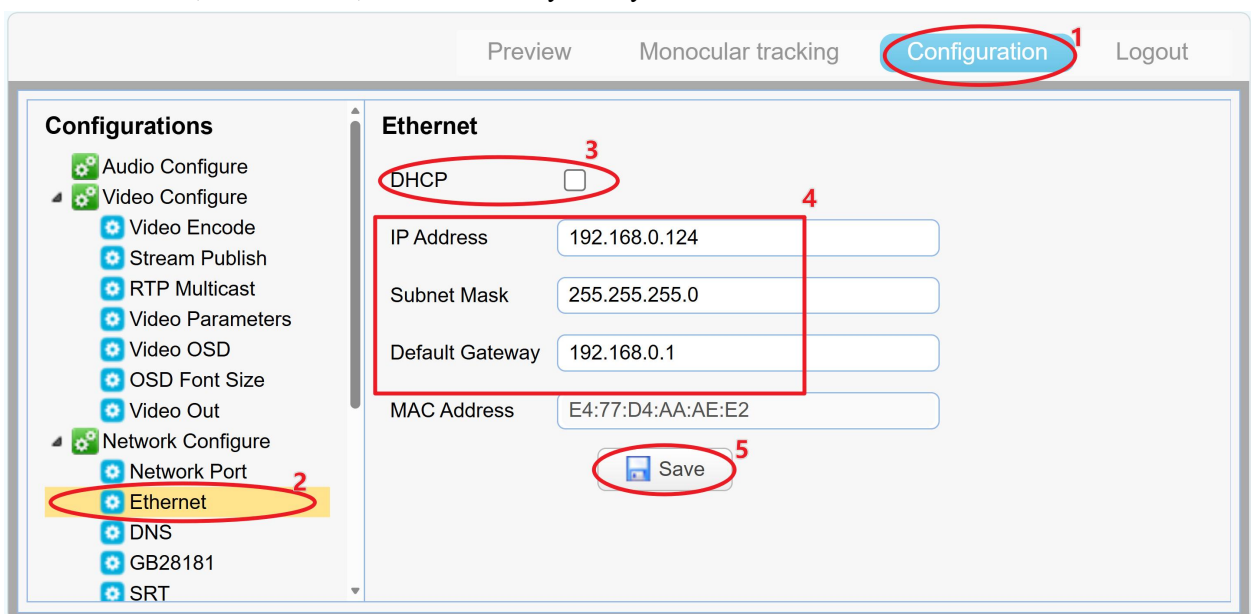 Preview Monocular tracking Configuration 1 Logout
Configurations
Audio Configure
Video Configure
Video Encode
Stream Publish
RTP Multicast
Video Parameters
Video OSD
OSD Font Size
Video Out
Network Configure
Network Port
2
Ethernet
DNS
GB28181
SRT
Ethernet
3
DHCP
4
IP Address 192.168.0.124
Subnet Mask 255.255.255.0
Default Gateway 192.168.0.1
MAC Address E4:77:D4:AA:AE:E2
Save 5